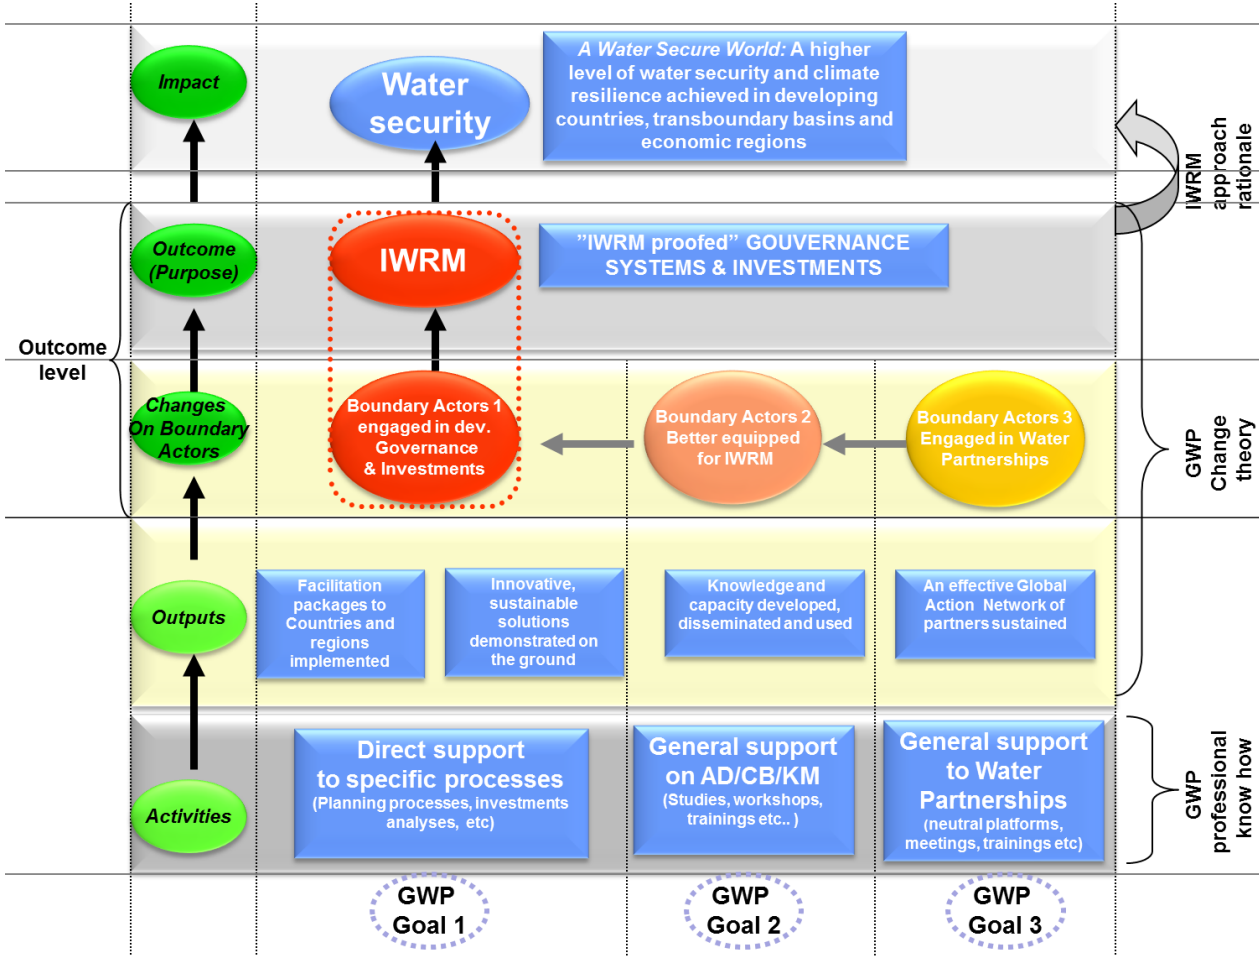 Impact
Water
security
A Water Secure World: A higher
level of water security and climate
resilience achieved in developing
countries, transboundary basins and
economic regions
IWRM
approach
rationale
Outcome
(Purpose)
IWRM
”IWRM proofed” GOUVERNANCE
SYSTEMS & INVESTMENTS
Outcome
level
Changes
On Boundary
Actors
Boundary Actors 1
engaged in dev.
Governance
& Investments
Boundary Actors 2
Better equipped
for IWRM
Boundary Actors 3
Engaged in Water
Partnerships
GWP
Change
theory
Outputs
Facilitation
packages to
Countries and
regions
implemented
Innovative,
sustainable
solutions
demonstrated on
the ground
Knowledge and
capacity developed,
disseminated and used
An effective Global
Action Network of
partners sustained
Activities
Direct support
to specific processes
(Planning processes, investments
analyses, etc)
General support
on AD/CB/KM
(Studies, workshops,
trainings etc.. )
General support
to Water
Partnerships
(neutral platforms,
meetings, trainings etc)
GWP
professional
know how
GWP
Goal 1
GWP
Goal 2
GWP
Goal 3